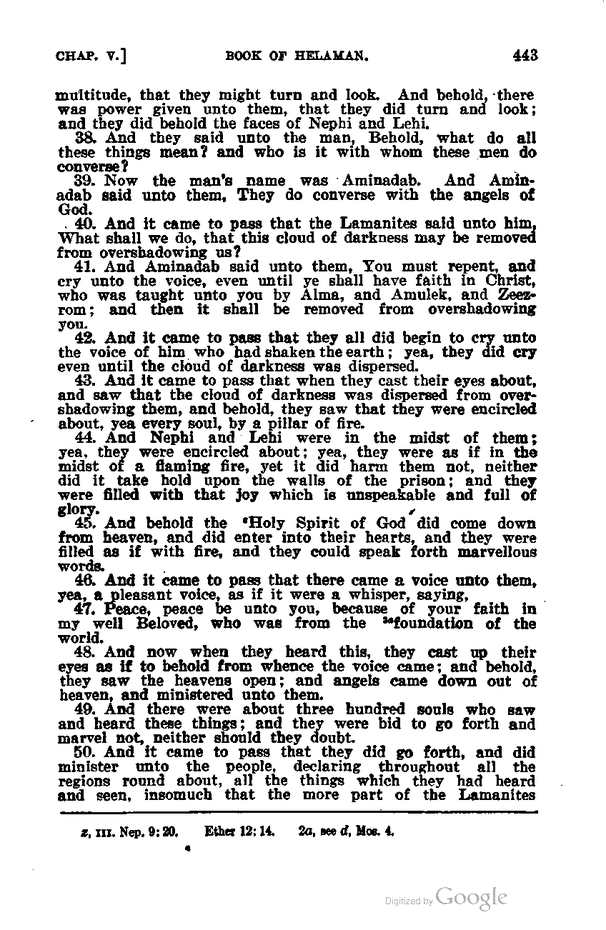 CHAP. V.] BOOK OF HELAMAN. 443
multitude, that they might turn and look. And behold, there
was power given unto them, that they did turn and look;
and they did behold the faces of Nephi and Lehi.
38. And they said unto the man, Behold, what do all
these things mean? and who is it with whom these men do
converse?
39. Now the man's name was Aminadab. And Amin-
adab said unto them, They do converse with the angels of
God.
40. And it came to pass that the Lamanites said unto him,
What shall we do, that this cloud of darkness may be removed
from overshadowing us?
41. And Aminadab said unto them, You must repent, and
cry unto the voice, even until ye shall have faith in Christ,
who was taught unto you by Alma, and Amulek, and Zeez-
rom; and then it shall be removed from overshadowing
you.
42. And it came to pass that they all did begin to cry unto
the voice of him who had shaken the earth; yea, they did cry
even until the cloud of darkness was dispersed.
43. And it came to pass that when they cast their eyes about,
and saw that the cloud of darkness was dispersed from over-
shadowing them, and behold, they saw that they were encircled
about, yea every soul, by a pillar of fire.
44. And Nephi and Lehi were in the midst of them;
yea, they were encircled about; yea, they were as if in the
midst of a flaming fire, yet it did harm them not, neither
did it take hold upon the walls of the prison; and they
were filled with that joy which is unspeakable and full of
glory.
45. And behold the zHoly Spirit of God did come down
from heaven, and did enter into their hearts, and they were
filled as if with fire, and they could speak forth marvellous
words.
46. And it came to pass that there came a voice unto them,
yea, a pleasant voice, as if it were a whisper, saying,
47. Peace, peace be unto you, because of your faith in
my well Beloved, who was from the 2afoundation of the
world.
48. And now when they heard this, they cast up their
eyes as if to behold from whence the voice came; and behold,
they saw the heavens open; and angels came down out of
heaven, and ministered unto them.
49. And there were about three hundred souls who saw
and heard these things; and they were bid to go forth and
marvel not, neither should they doubt.
50. And it came to pass that they did go forth, and did
minister unto the people, declaring throughout all the
regions round about, all the things which they had heard
and seen, insomuch that the more part of the Lamanites
z, III. Nep. 9:20. Ether 12:14. 2a, see d, Mos. 4.
Digitized by Google